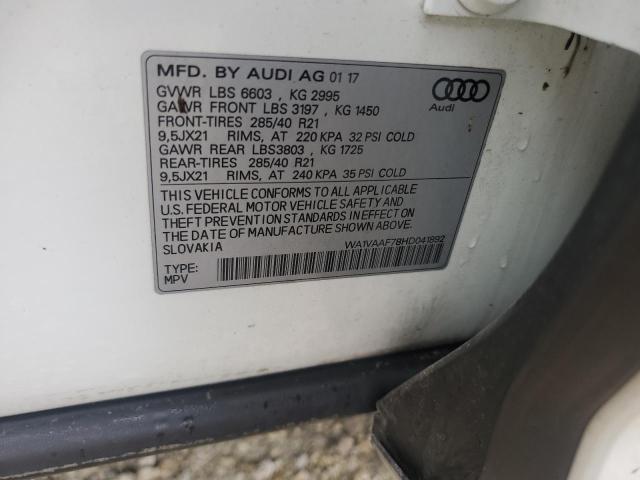 MFD. BY AUDI AG 01 17
GVWR LBS 6603 , KG 2995
GAWR FRONT LBS 3197 , KG 1450
FRONT-TIRES 285/40 R21
9,5JX21 RIMS, AT 220 KPA 32 PSI COLD
GAWR REAR LBS3803 , KG 1725
REAR-TIRES 285/40 R21
9,5JX21 RIMS, AT 240 KPA 35 PSI COLD
Audi
THIS VEHICLE CONFORMS TO ALL APPLICABLE
U.S. FEDERAL MOTOR VEHICLE SAFETY AND
THEFT PREVENTION STANDARDS IN EFFECT ON
THE DATE OF MANUFACTURE SHOWN ABOVE
SLOVAKIA
WA1VAAF78HD041892
TYPE:
MPV